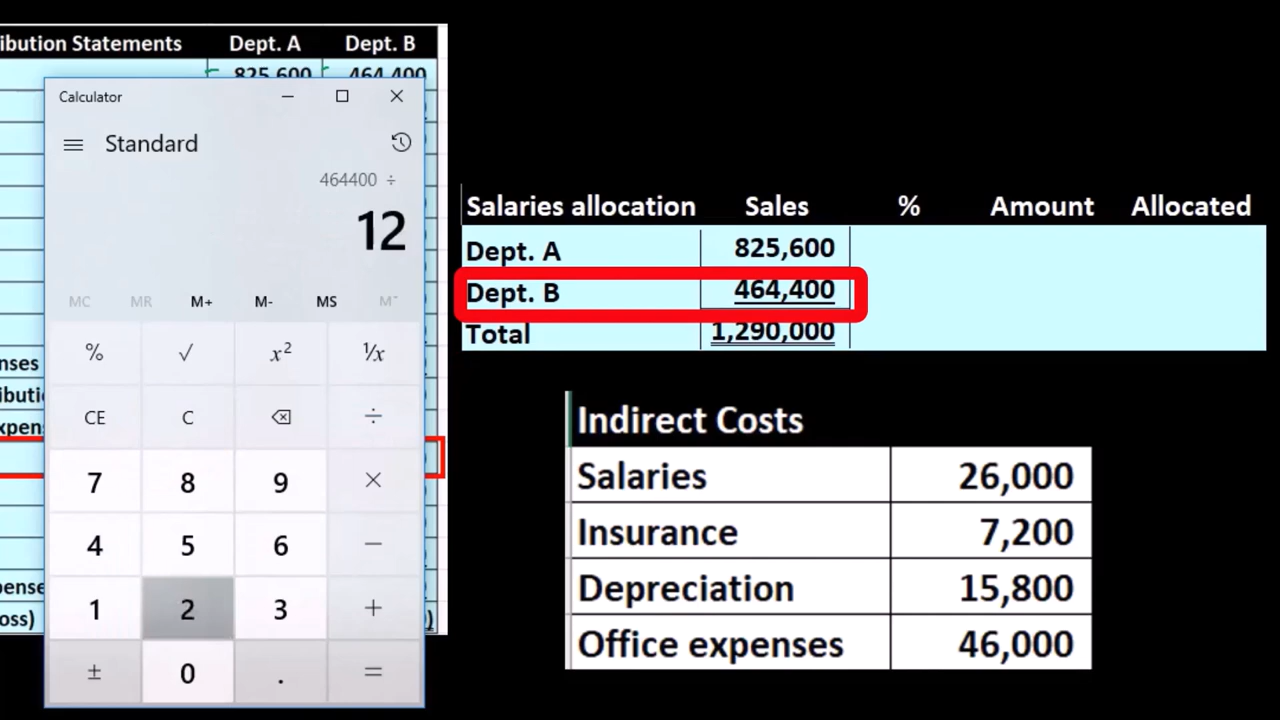 ibution Statements Dept. A Dept. B
825,600 464,400
Calculator
Standard
464400 ÷
12
MC MR M+ M- MS
% √ x² ¹/x
CE C ÷
7 8 9 ×
4 5 6 −
1 2 3 +
± 0 . =
nses
ibutio
xpen
pense
oss) )
Salaries allocation Sales % Amount Allocated
Dept. A 825,600
Dept. B 464,400
Total 1,290,000
Indirect Costs
Salaries 26,000
Insurance 7,200
Depreciation 15,800
Office expenses 46,000